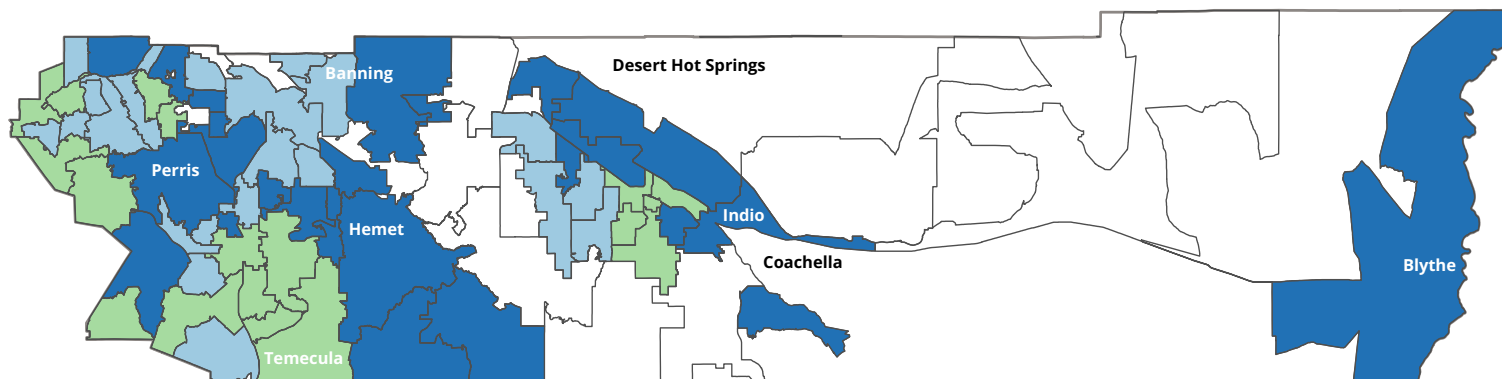 Desert Hot Springs
Banning
Perris
Indio
Hemet
Coachella
Blythe
Temecula